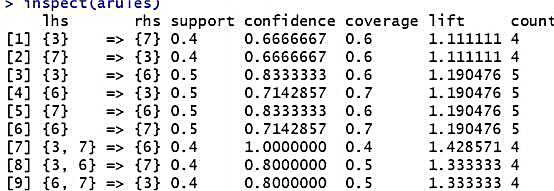 > inspect(arules)
lhs rhs support confidence coverage lift count
[1] {3} => {7} 0.4 0.6666667 0.6 1.111111 4
[2] {7} => {3} 0.4 0.6666667 0.6 1.111111 4
[3] {3} => {6} 0.5 0.8333333 0.6 1.190476 5
[4] {6} => {3} 0.5 0.7142857 0.7 1.190476 5
[5] {7} => {6} 0.5 0.8333333 0.6 1.190476 5
[6] {6} => {7} 0.5 0.7142857 0.7 1.190476 5
[7] {3, 7} => {6} 0.4 1.0000000 0.4 1.428571 4
[8] {3, 6} => {7} 0.4 0.8000000 0.5 1.333333 4
[9] {6, 7} => {3} 0.4 0.8000000 0.5 1.333333 4